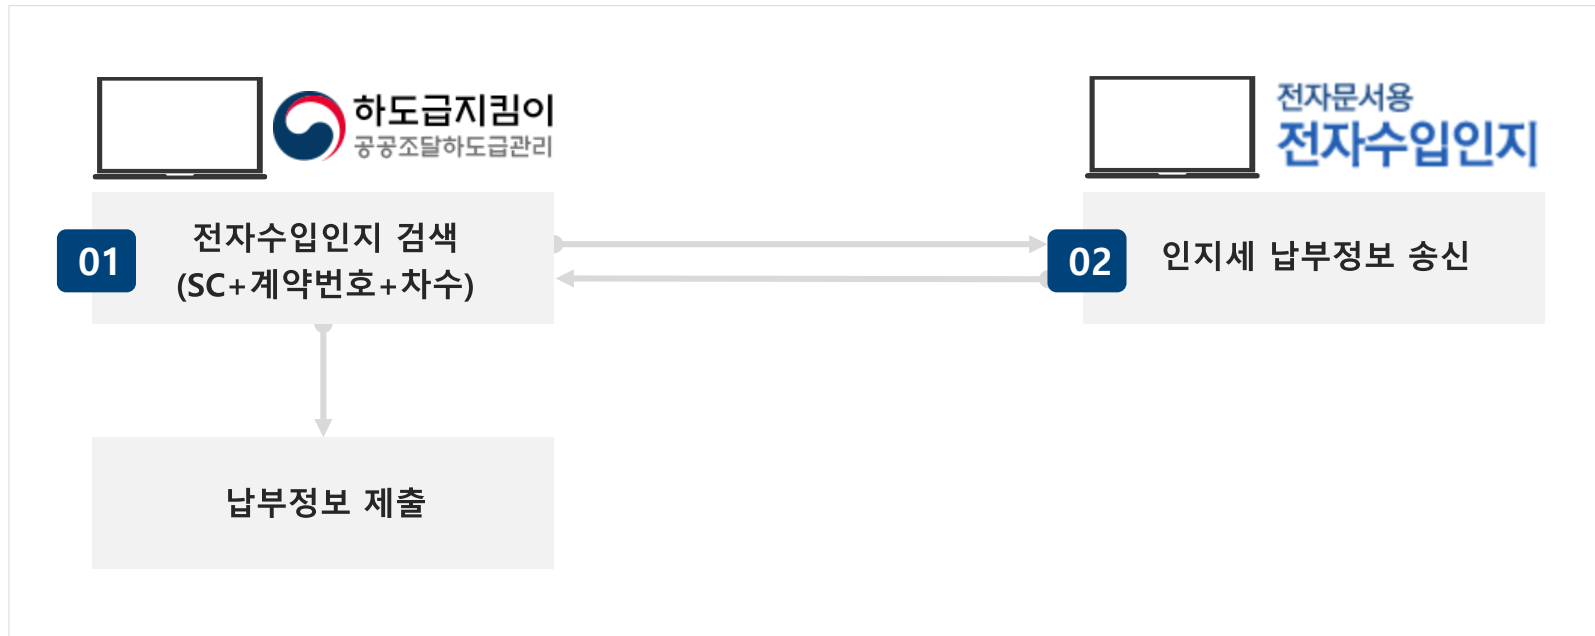 하도급지킴이
공공조달하도급관리
전자문서용
전자수입인지
01
전자수입인지 검색
(SC+계약번호+차수)
02
인지세 납부정보 송신
납부정보 제출